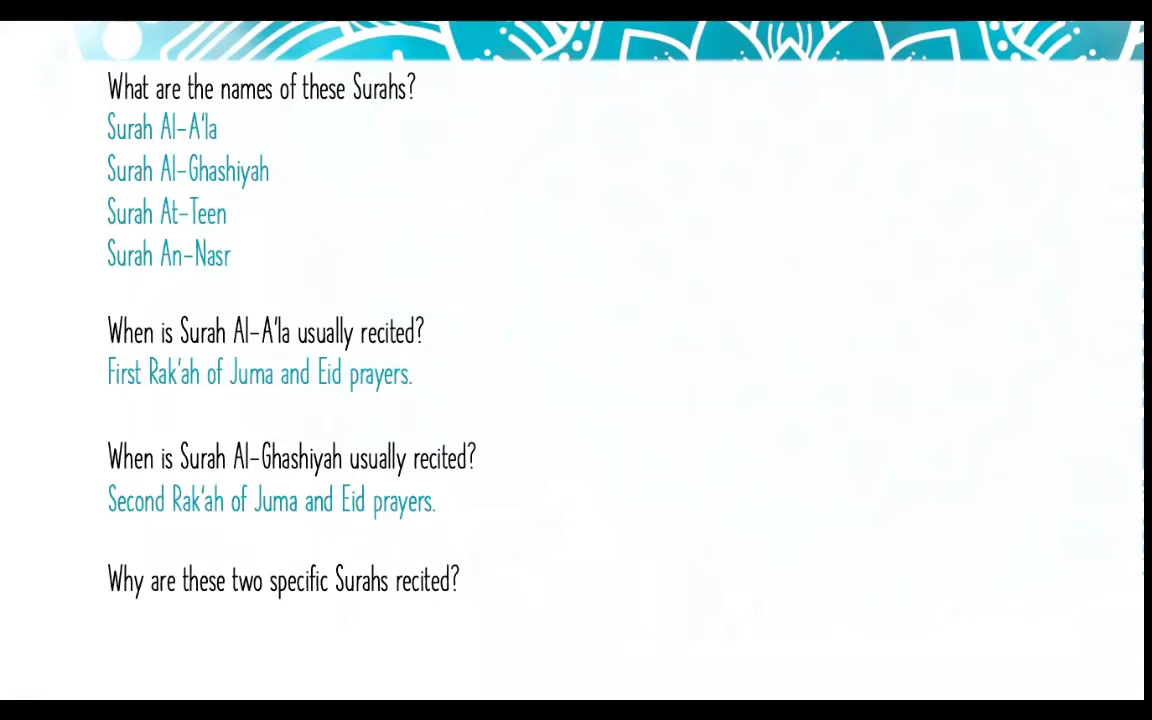 What are the names of these Surahs?
Surah Al-A'la
Surah Al-Ghashiyah
Surah At-Teen
Surah An-Nasr
When is Surah Al-A'la usually recited?
First Rak'ah of Juma and Eid prayers.
When is Surah Al-Ghashiyah usually recited?
Second Rak'ah of Juma and Eid prayers.
Why are these two specific Surahs recited?